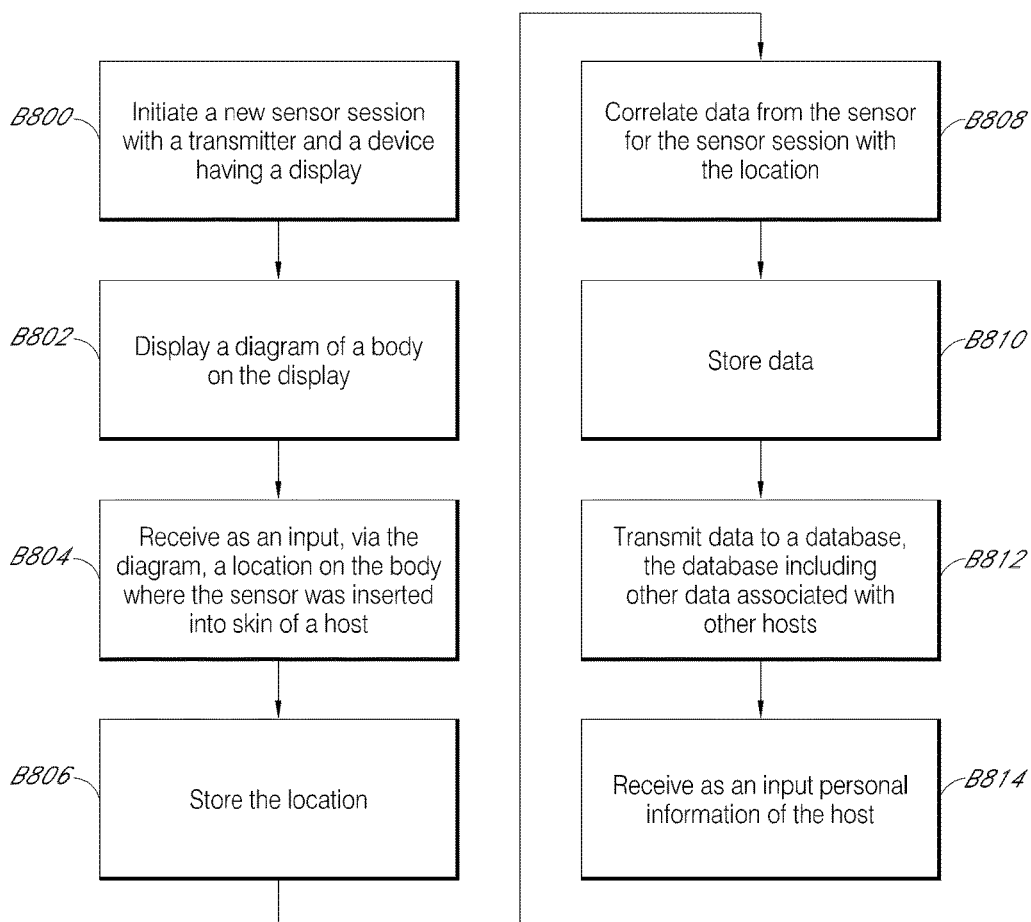 B800
Initiate a new sensor session
with a transmitter and a device
having a display
B802
Display a diagram of a body
on the display
B804
Receive as an input, via the
diagram, a location on the body
where the sensor was inserted
into skin of a host
B806
Store the location
Correlate data from the sensor
for the sensor session with
the location
B808
Store data
B810
Transmit data to a database,
the database including
other data associated with
other hosts
B812
Receive as an input personal
information of the host
B814